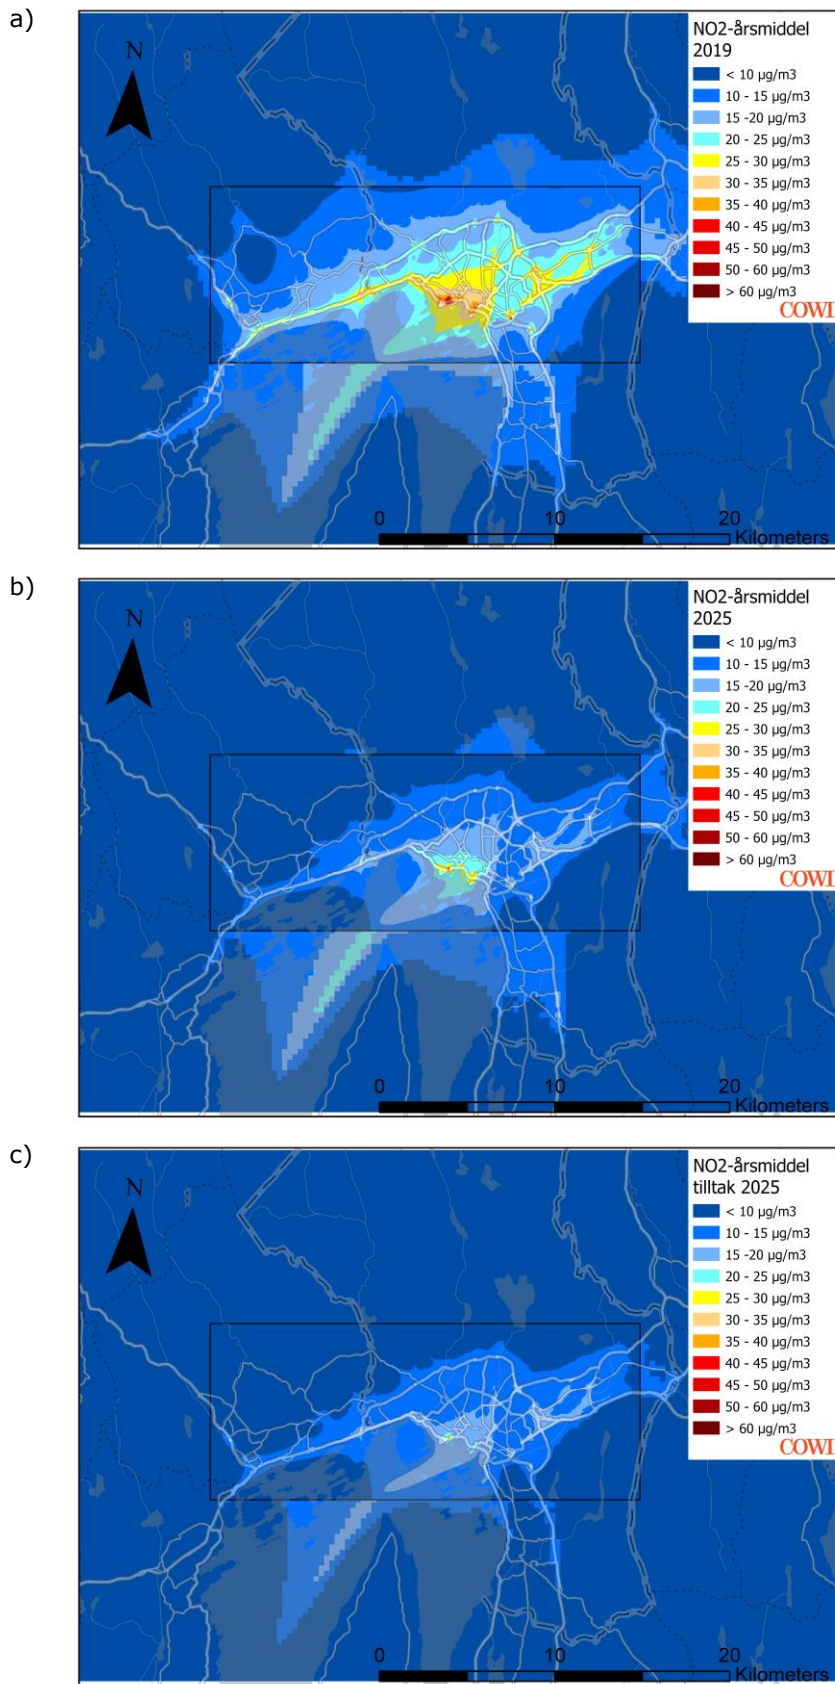 a)
N
NO2-årsmiddel
2019
< 10 µg/m3
10 - 15 µg/m3
15 -20 µg/m3
20 - 25 µg/m3
25 - 30 µg/m3
30 - 35 µg/m3
35 - 40 µg/m3
40 - 45 µg/m3
45 - 50 µg/m3
50 - 60 µg/m3
> 60 µg/m3
COWI
0 10 20
Kilometers
b)
N
NO2-årsmiddel
2025
< 10 µg/m3
10 - 15 µg/m3
15 -20 µg/m3
20 - 25 µg/m3
25 - 30 µg/m3
30 - 35 µg/m3
35 - 40 µg/m3
40 - 45 µg/m3
45 - 50 µg/m3
50 - 60 µg/m3
> 60 µg/m3
COWI
0 10 20
Kilometers
c)
N
NO2-årsmiddel
tilltak 2025
< 10 µg/m3
10 - 15 µg/m3
15 -20 µg/m3
20 - 25 µg/m3
25 - 30 µg/m3
30 - 35 µg/m3
35 - 40 µg/m3
40 - 45 µg/m3
45 - 50 µg/m3
50 - 60 µg/m3
> 60 µg/m3
COWI
0 10 20
Kilometers